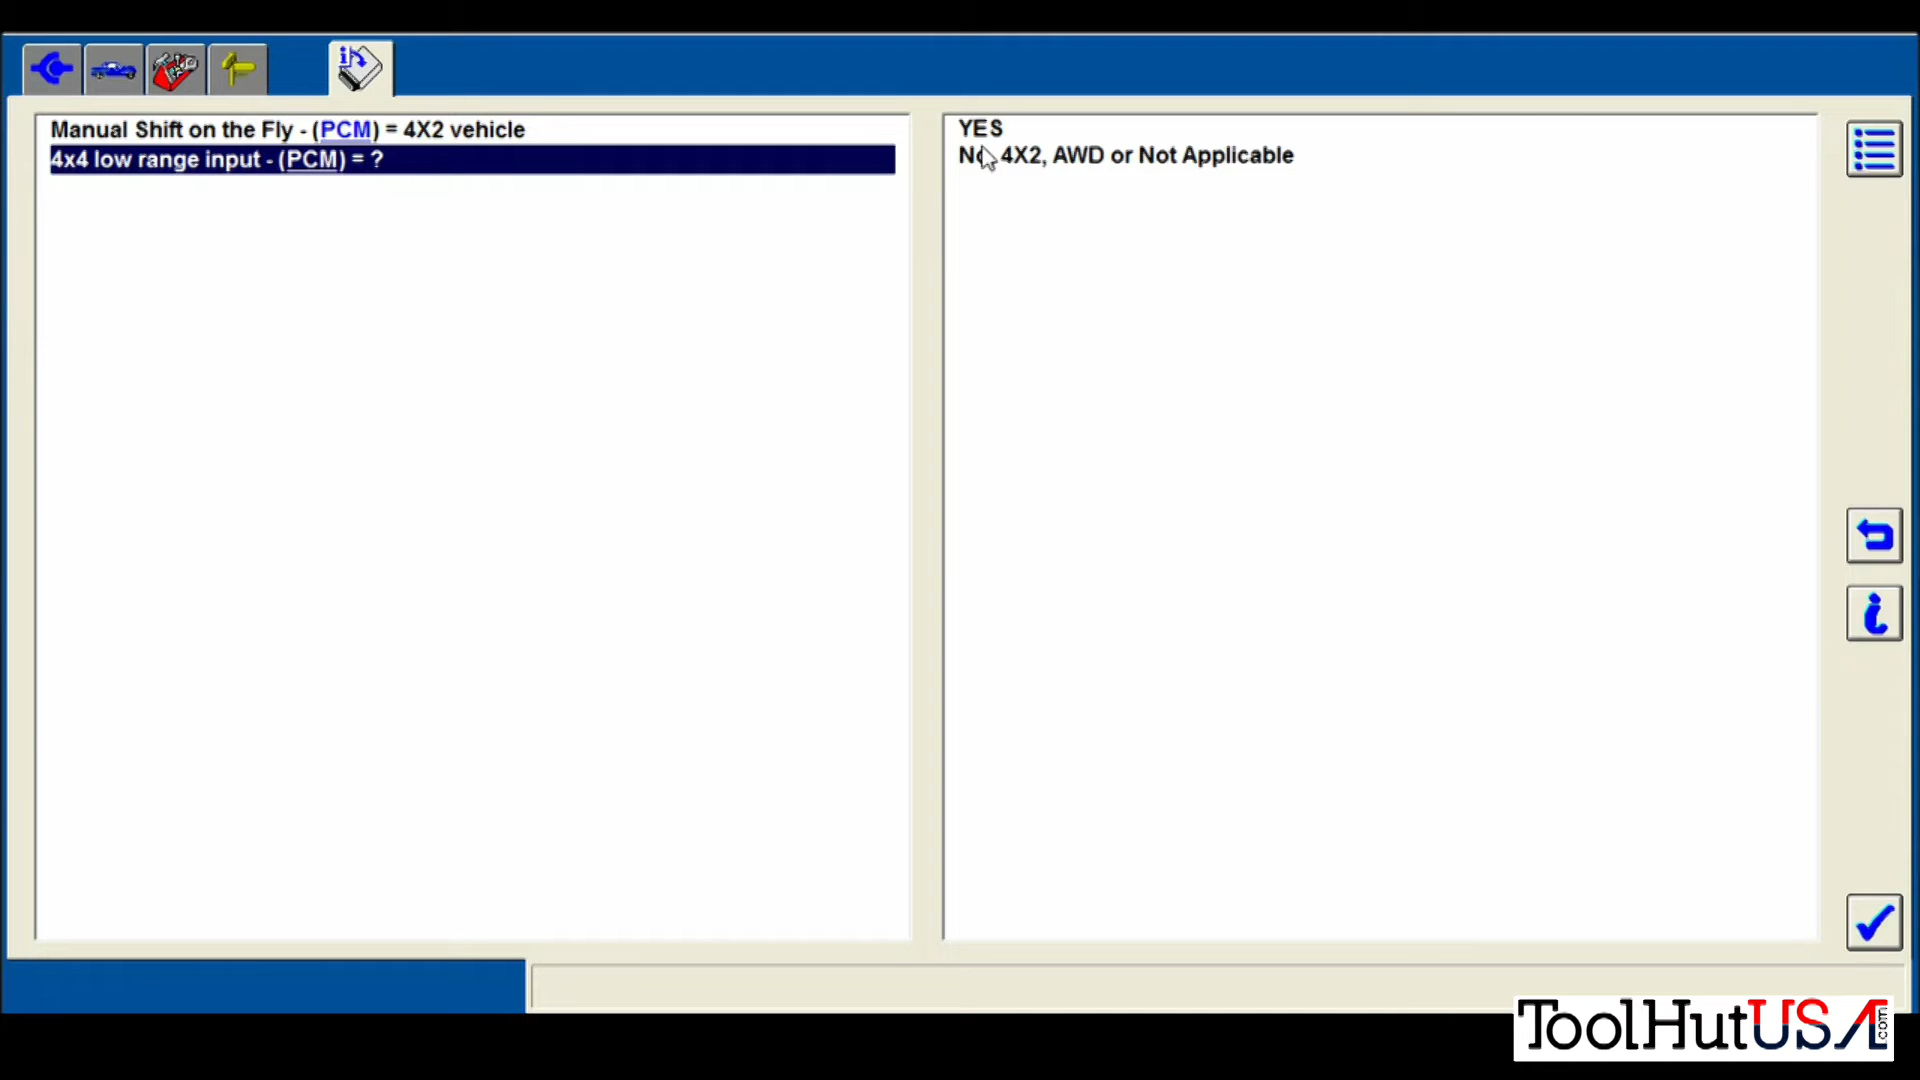 Manual Shift on the Fly - (PCM) = 4X2 vehicle
4x4 low range input - (PCM) = ?
YES
No, 4X2, AWD or Not Applicable
ToolHutUSA.com